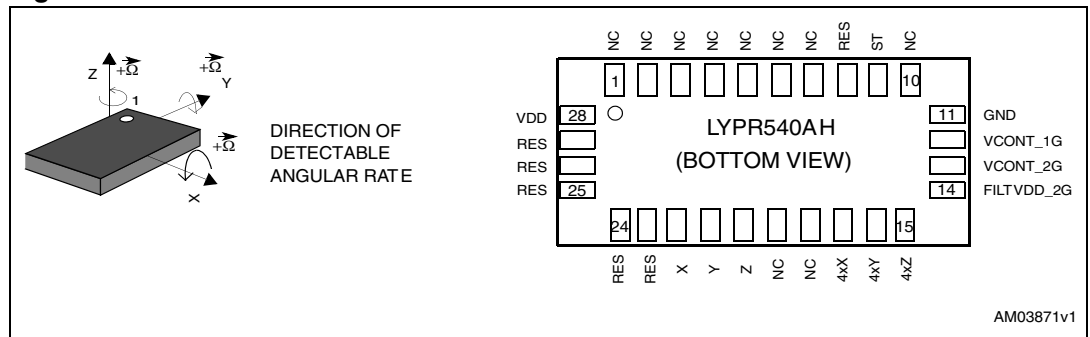 NC NC NC NC NC NC NC RES ST NC
1 10
Z +Ω
+Ω
Y
1
+Ω
X
DIRECTION OF
DETECTABLE
ANGULAR RATE
VDD 28
RES
RES
RES 25
LYPR540AH
(BOTTOM VIEW)
11 GND
VCONT_1G
VCONT_2G
14 FILTVDD_2G
24 15
RES RES X Y Z NC NC 4xX 4xY 4xZ
AM03871v1